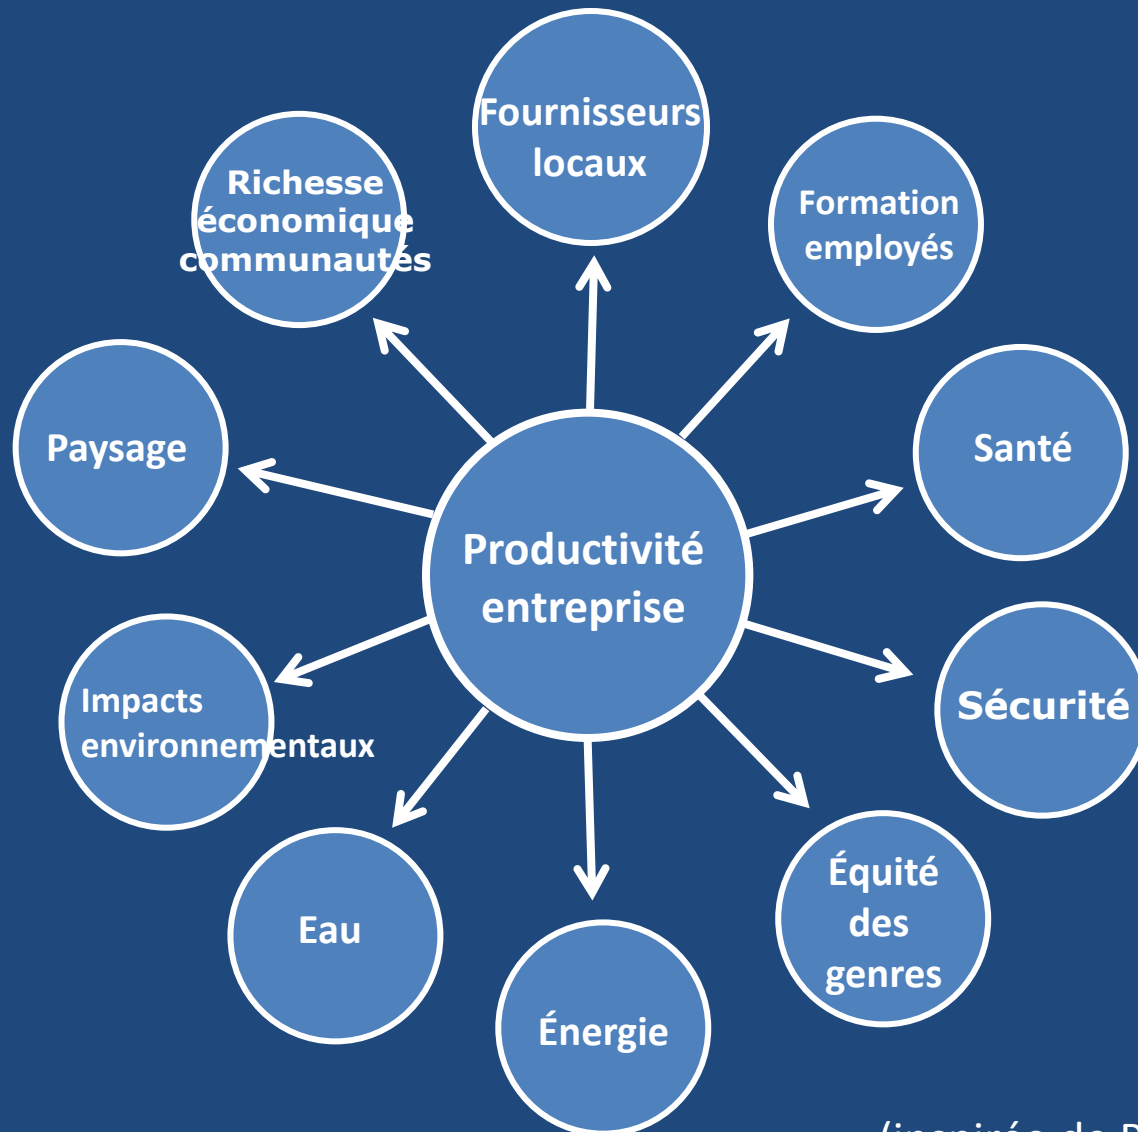 Fournisseurs
locaux
Richesse
économique
communautés
Formation
employés
Paysage
Santé
Productivité
entreprise
Impacts
environnementaux
Sécurité
Équité
des
genres
Eau
Énergie